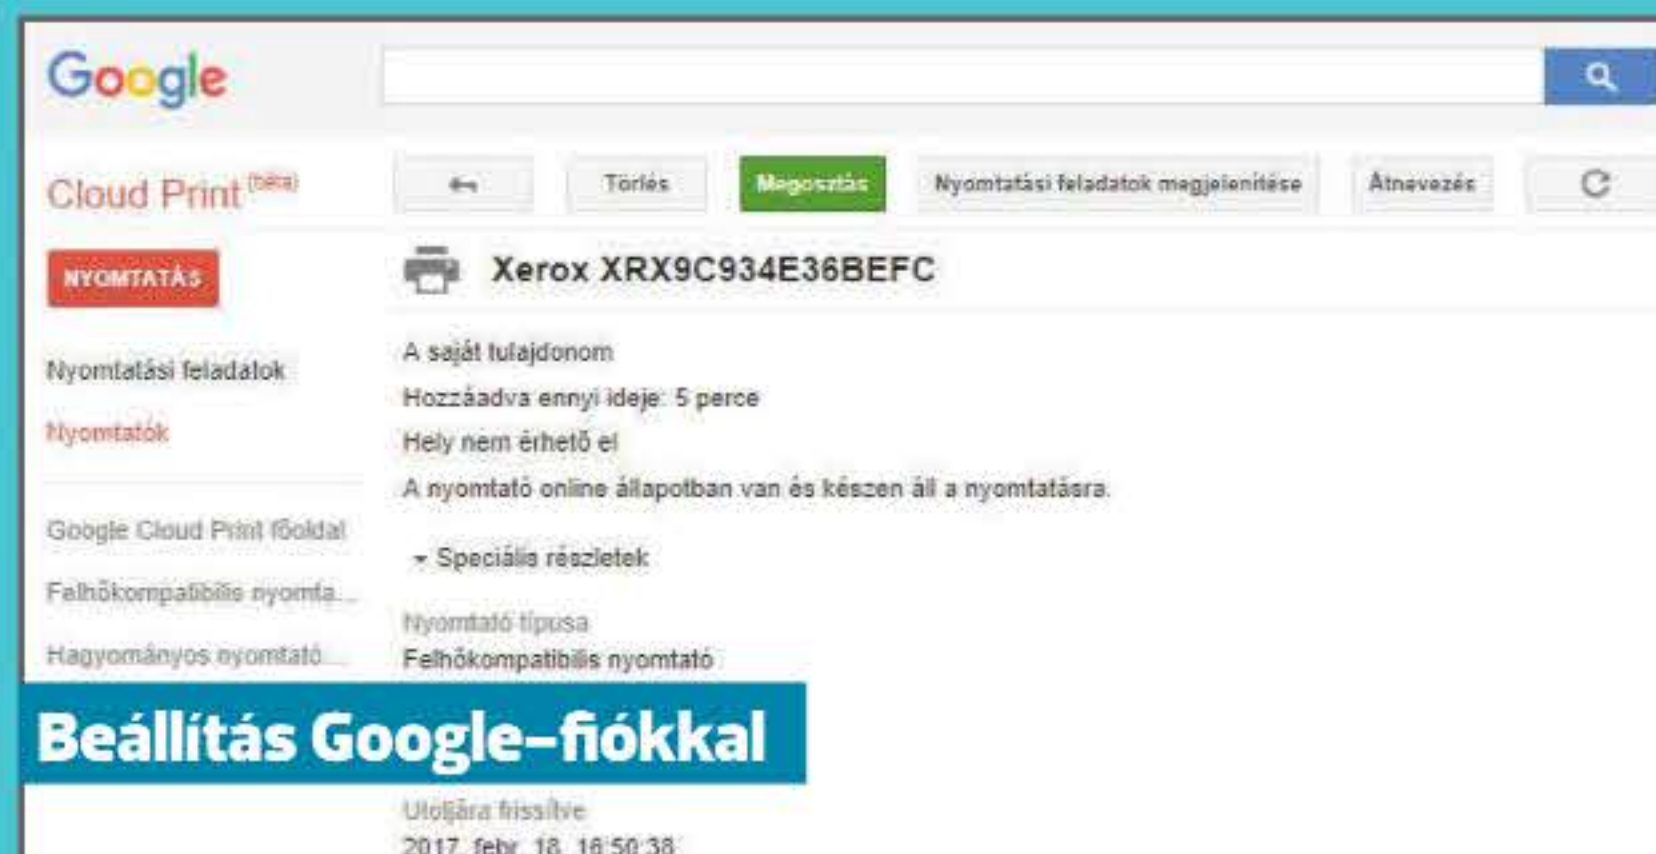 Google
Cloud Print (béta)
Törlés
Megosztás
Nyomtatási feladatok megjelenítése
Átnevezés
NYOMTATÁS
Xerox XRX9C934E36BEFC
Nyomtatási feladatok
Nyomtatók
Google Cloud Print főoldal
Felhőkompatibilis nyomta...
Hagyományos nyomtató...
A saját tulajdonom
Hozzáadva ennyi ideje: 5 perce
Hely nem érhető el
A nyomtató online állapotban van és készen áll a nyomtatásra.
Speciális részletek
Nyomtató típusa
Felhőkompatibilis nyomtató
Beállítás Google-fiókkal
Utoljára frissítve
2017. febr. 18. 16:50:38